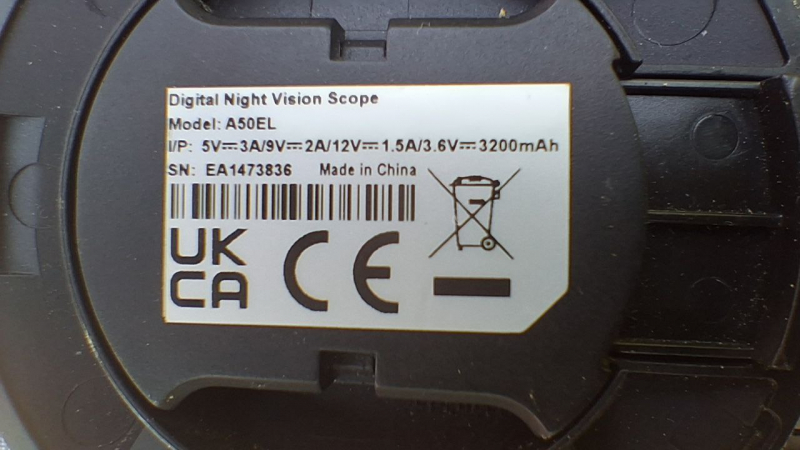 Digital Night Vision Scope
Model: A50EL
I/P: 5V⎓3A/9V⎓2A/12V⎓1.5A/3.6V⎓3200mAh
SN: EA1473836 Made in China
UK
CA CE